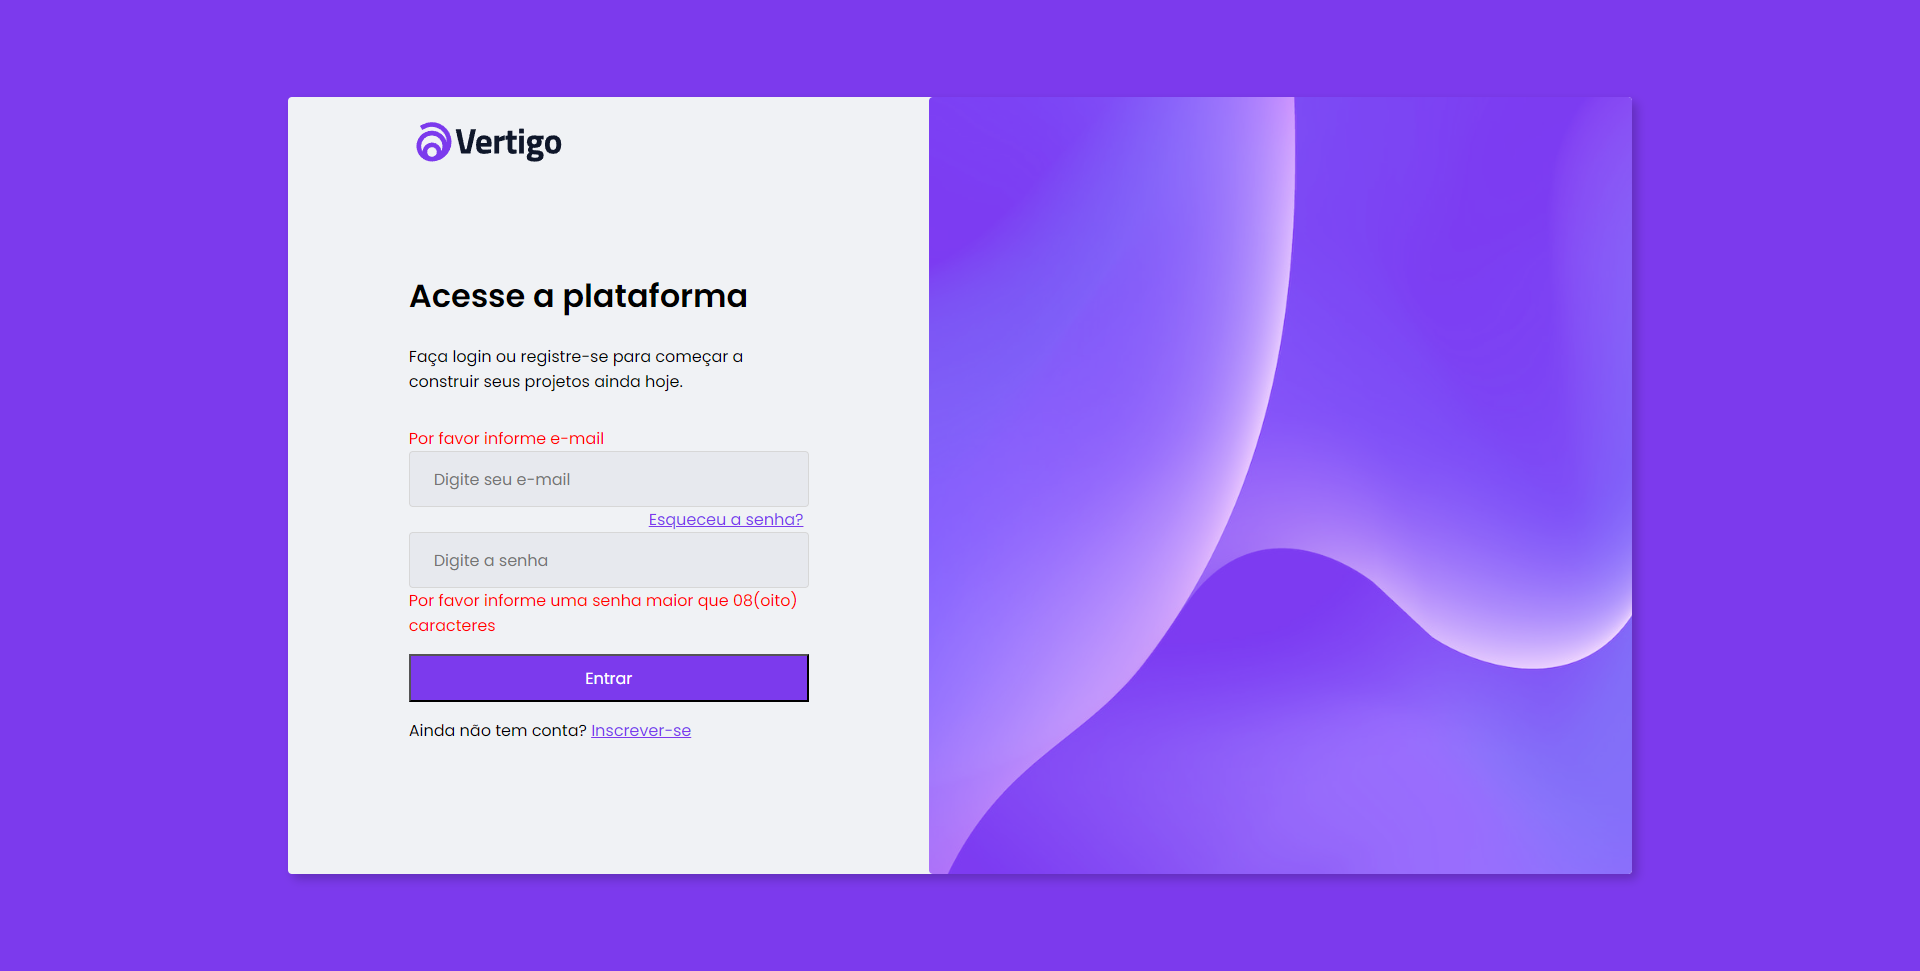 Vertigo
Acesse a plataforma
Faça login ou registre-se para começar a
construir seus projetos ainda hoje.
Por favor informe e-mail
Digite seu e-mail
Esqueceu a senha?
Digite a senha
Por favor informe uma senha maior que 08(oito)
caracteres
Entrar
Ainda não tem conta? Inscrever-se